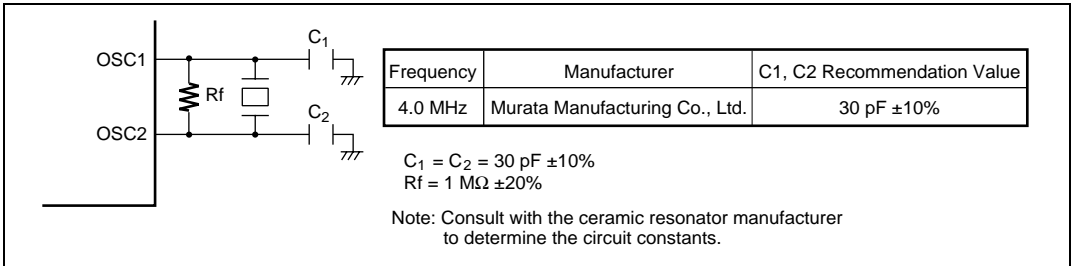 OSC1
OSC2
Rf
C1
C2
Frequency Manufacturer C1, C2 Recommendation Value
4.0 MHz Murata Manufacturing Co., Ltd. 30 pF ±10%
C1 = C2 = 30 pF ±10%
Rf = 1 MΩ ±20%
Note: Consult with the ceramic resonator manufacturer
to determine the circuit constants.